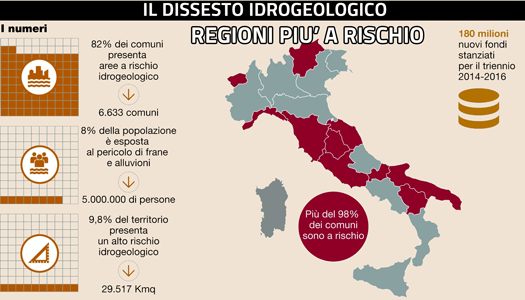 IL DISSESTO IDROGEOLOGICO
REGIONI PIU' A RISCHIO
I numeri
82% dei comuni
presenta
aree a rischio
idrogeologico
6.633 comuni
8% della popolazione
è esposta
al pericolo di frane
e alluvioni
5.000.000 di persone
9,8% del territorio
presenta
un alto rischio
idrogeologico
29.517 Kmq
Più del 98%
dei comuni
sono a rischio
180 milioni
nuovi fondi
stanziati
per il triennio
2014-2016